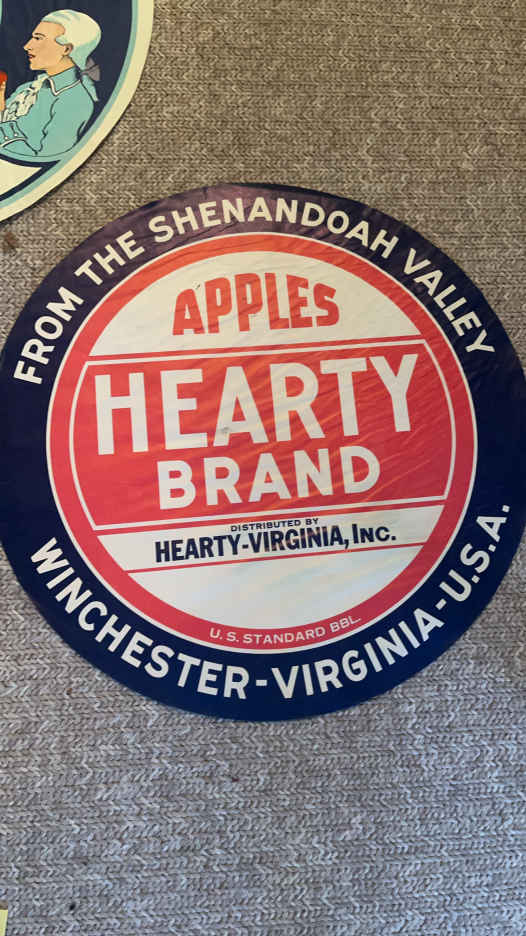 FROM THE SHENANDOAH VALLEY
APPLES
HEARTY
BRAND
DISTRIBUTED BY
HEARTY-VIRGINIA, INC.
U. S. STANDARD BBL.
WINCHESTER-VIRGINIA-U.S.A.